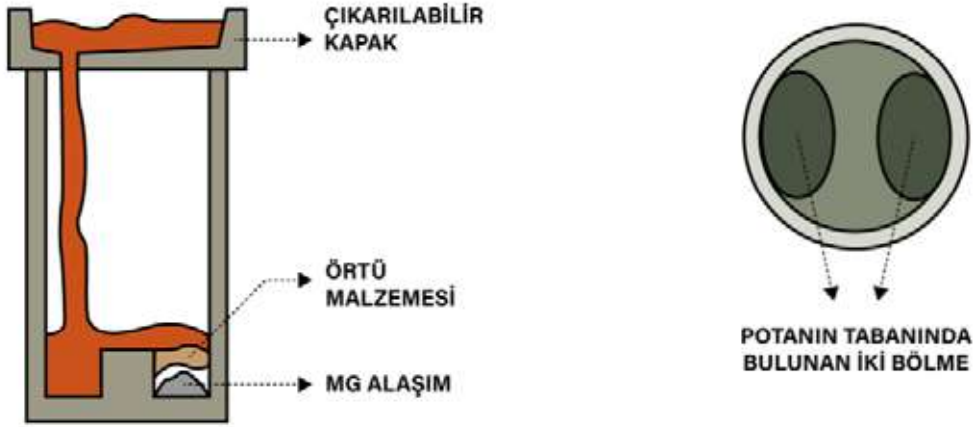 ÇIKARILABİLİR
KAPAK
ÖRTÜ
MALZEMESİ
MG ALAŞIM
POTANIN TABANINDA
BULUNAN İKİ BÖLME